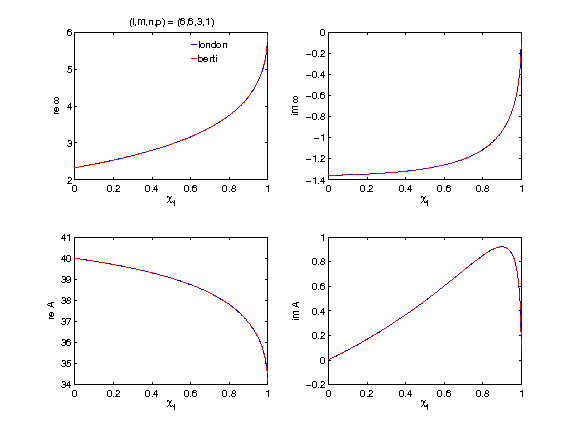 (l,m,n,p) = (6,6,3,1)
london
berti
re ω
6
5
4
3
2
0 0.2 0.4 0.6 0.8 1
χf
im ω
0
−0.2
−0.4
−0.6
−0.8
−1
−1.2
−1.4
0 0.2 0.4 0.6 0.8 1
χf
re A
41
40
39
38
37
36
35
34
0 0.2 0.4 0.6 0.8 1
χf
im A
1
0.8
0.6
0.4
0.2
0
−0.2
0 0.2 0.4 0.6 0.8 1
χf